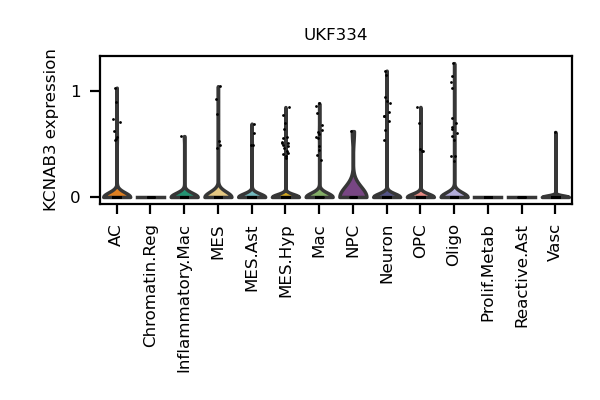 UKF334
KCNAB3 expression
1
0
AC
Chromatin.Reg
Inflammatory.Mac
MES
MES.Ast
MES.Hyp
Mac
NPC
Neuron
OPC
Oligo
Prolif.Metab
Reactive.Ast
Vasc